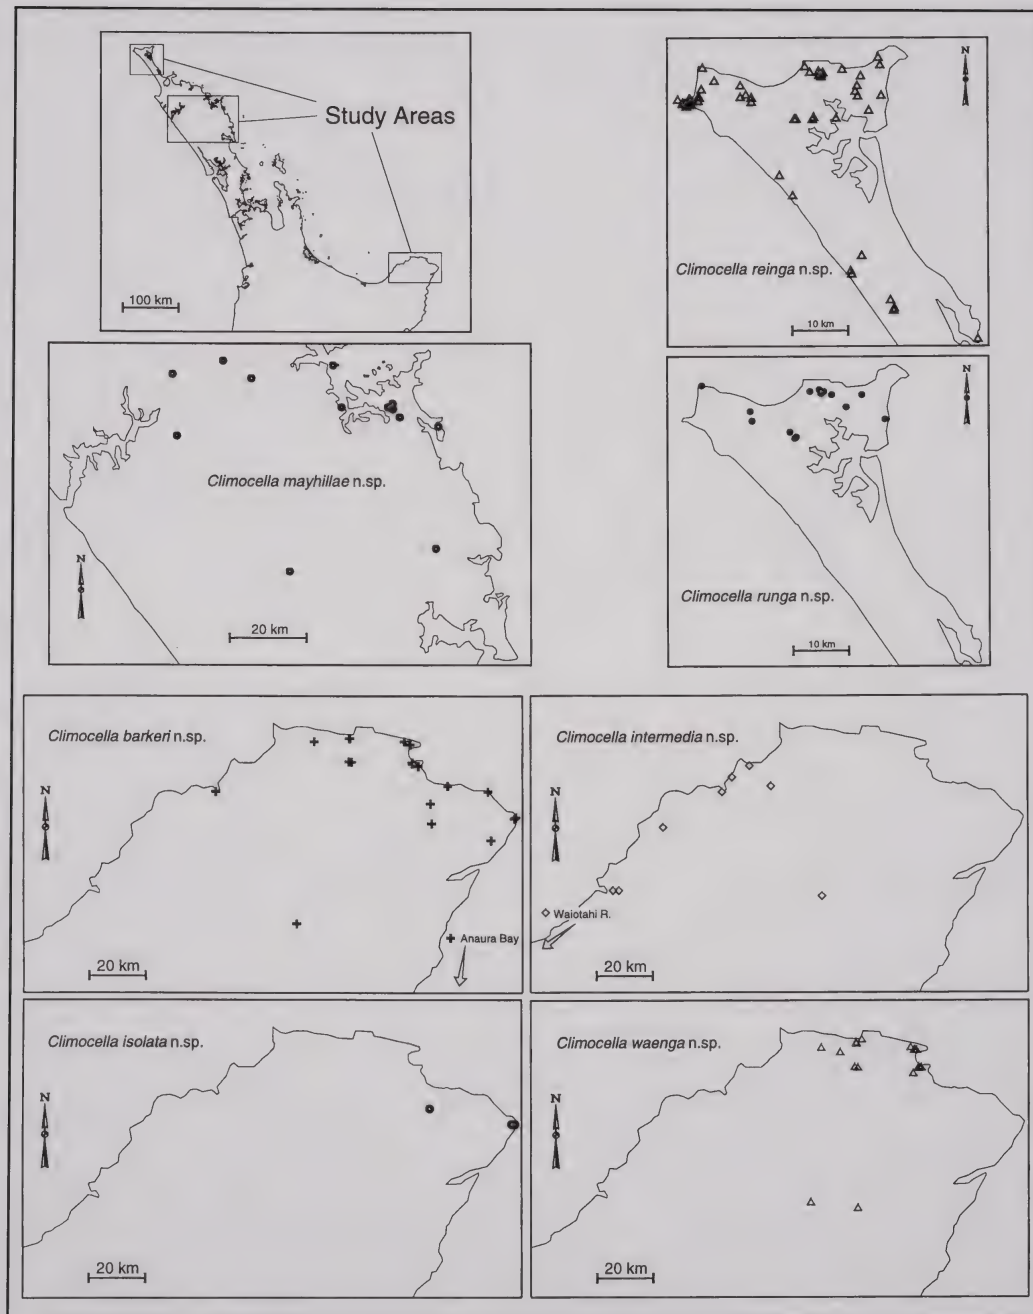 Study Areas
100 km
N
Climocella reinga n.sp.
10 km
Climocella mayhillae n.sp.
N
20 km
N
Climocella runga n.sp.
10 km
Climocella barkeri n.sp.
N
Anaura Bay
20 km
Climocella intermedia n.sp.
N
Waiotahi R.
20 km
Climocella isolata n.sp.
N
20 km
Climocella waenga n.sp.
N
20 km